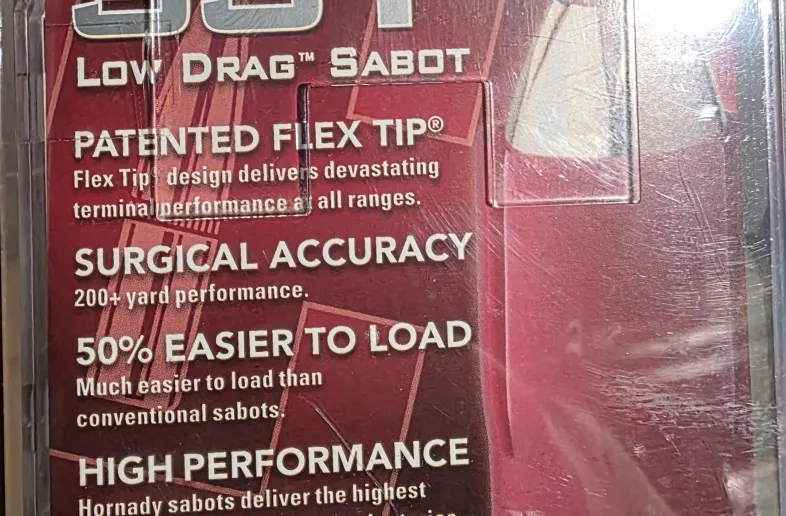 SST
LOW DRAG™ SABOT
PATENTED FLEX TIP®
Flex Tip® design delivers devastating
terminal performance at all ranges.
SURGICAL ACCURACY
200+ yard performance.
50% EASIER TO LOAD
Much easier to load than
conventional sabots.
HIGH PERFORMANCE
Hornady sabots deliver the highest